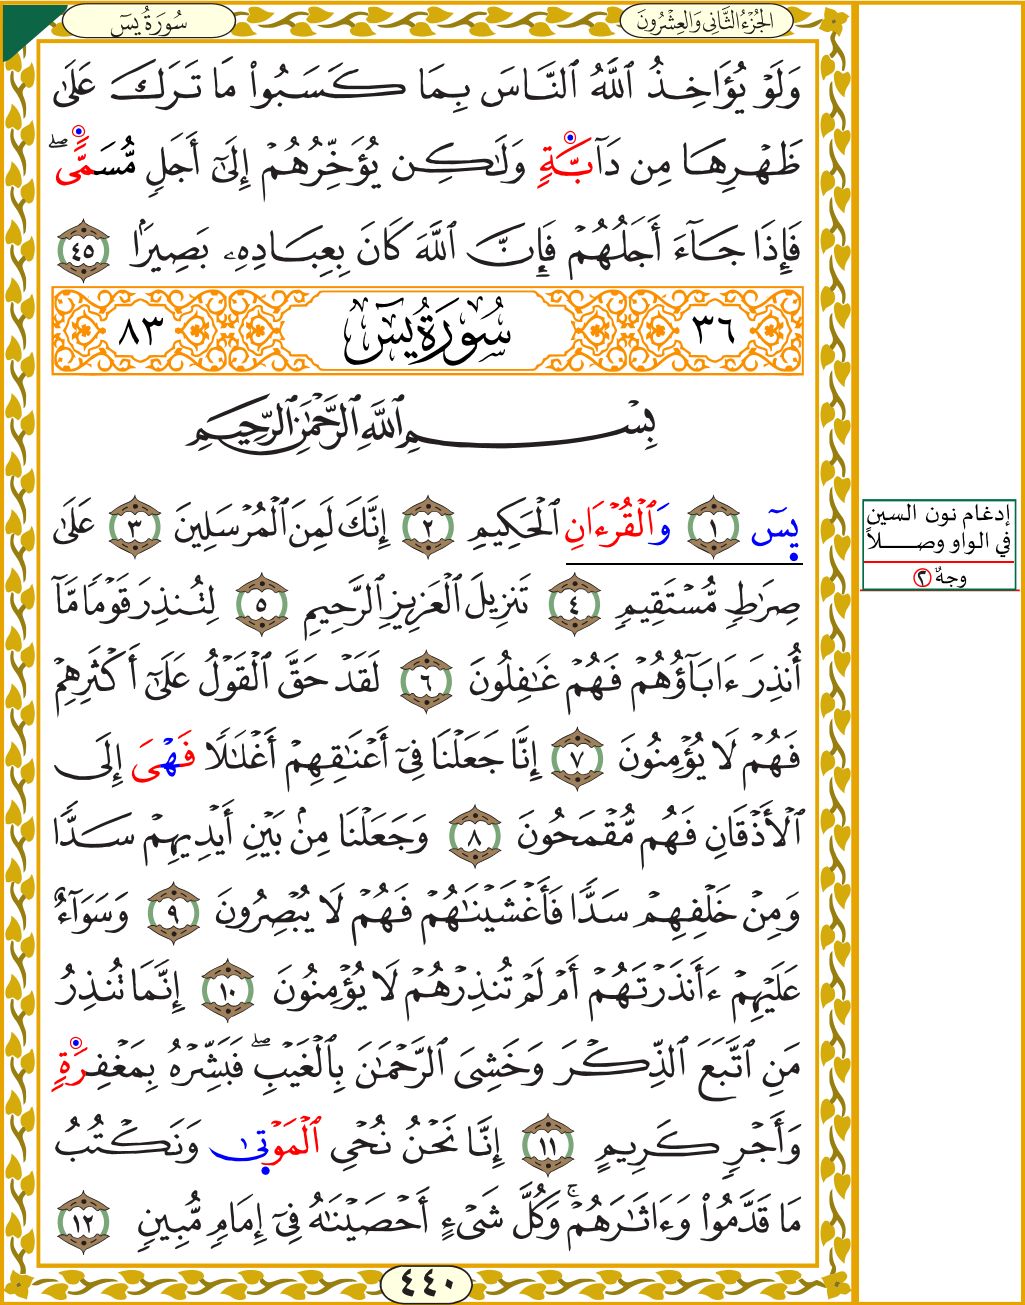 سُورَةُ يسٓ
الجُزْءُ الثَّانِي وَالعِشْرُونَ
وَلَوْ يُؤَاخِذُ ٱللَّهُ ٱلنَّاسَ بِمَا كَسَبُوا۟ مَا تَرَكَ عَلَىٰ
ظَهْرِهَا مِن دَآبَّةٍ وَلَٰكِن يُؤَخِّرُهُمْ إِلَىٰٓ أَجَلٍ مُّسَمًّى ۖ
فَإِذَا جَآءَ أَجَلُهُمْ فَإِنَّ ٱللَّهَ كَانَ بِعِبَادِهِۦ بَصِيرًۢا ٤٥
٣٦ سُورَةُ يسٓ ٨٣
بِسْمِ ٱللَّهِ ٱلرَّحْمَٰنِ ٱلرَّحِيمِ
يسٓ ١ وَٱلْقُرْءَانِ ٱلْحَكِيمِ ٢ إِنَّكَ لَمِنَ ٱلْمُرْسَلِينَ ٣ عَلَىٰ
صِرَٰطٍ مُّسْتَقِيمٍ ٤ تَنزِيلَ ٱلْعَزِيزِ ٱلرَّحِيمِ ٥ لِتُنذِرَ قَوْمًا مَّآ
أُنذِرَ ءَابَآؤُهُمْ فَهُمْ غَٰفِلُونَ ٦ لَقَدْ حَقَّ ٱلْقَوْلُ عَلَىٰٓ أَكْثَرِهِمْ
فَهُمْ لَا يُؤْمِنُونَ ٧ إِنَّا جَعَلْنَا فِىٓ أَعْنَٰقِهِمْ أَغْلَٰلًا فَهْىَ إِلَى
ٱلْأَذْقَانِ فَهُم مُّقْمَحُونَ ٨ وَجَعَلْنَا مِنۢ بَيْنِ أَيْدِيهِمْ سَدًّا
وَمِنْ خَلْفِهِمْ سَدًّا فَأَغْشَيْنَٰهُمْ فَهُمْ لَا يُبْصِرُونَ ٩ وَسَوَآءٌ
عَلَيْهِمْ ءَأَنذَرْتَهُمْ أَمْ لَمْ تُنذِرْهُمْ لَا يُؤْمِنُونَ ١٠ إِنَّمَا تُنذِرُ
مَنِ ٱتَّبَعَ ٱلذِّكْرَ وَخَشِىَ ٱلرَّحْمَٰنَ بِٱلْغَيْبِ ۖ فَبَشِّرْهُ بِمَغْفِرَةٍ
وَأَجْرٍ كَرِيمٍ ١١ إِنَّا نَحْنُ نُحْىِ ٱلْمَوْتَىٰ وَنَكْتُبُ
مَا قَدَّمُوا۟ وَءَاثَٰرَهُمْ ۚ وَكُلَّ شَىْءٍ أَحْصَيْنَٰهُ فِىٓ إِمَامٍ مُّبِينٍ ١٢
٤٤٠
إدغام نون السين
في الواو وصلاً
وجهٌ ٢